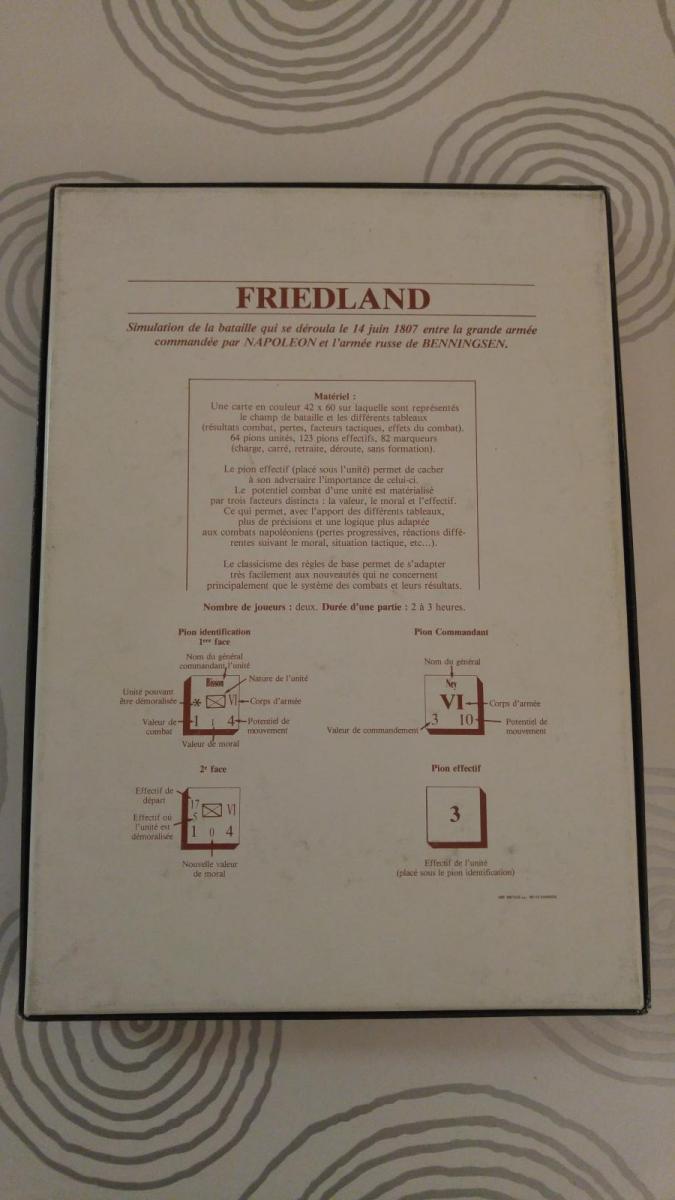 FRIEDLAND
Simulation de la bataille qui se déroula le 14 juin 1807 entre la grande armée
commandée par NAPOLEON et l'armée russe de BENNINGSEN.
Matériel :
Une carte en couleur 42 x 60 sur laquelle sont représentés
le champ de bataille et les différents tableaux
(résultats combat, pertes, facteurs tactiques, effets du combat).
64 pions unités, 123 pions effectifs, 82 marqueurs
(charge, carré, retraite, déroute, sans formation).
Le pion effectif (placé sous l'unité) permet de cacher
à son adversaire l'importance de celui-ci.
Le potentiel combat d'une unité est matérialisé
par trois facteurs distincts : la valeur, le moral et l'effectif.
Ce qui permet, avec l'apport des différents tableaux,
plus de précisions et une logique plus adaptée
aux combats napoléoniens (pertes progressives, réactions diffé-
rentes suivant le moral, situation tactique, etc...).
Le classicisme des règles de base permet de s'adapter
très facilement aux nouveautés qui ne concernent
principalement que le système des combats et leurs résultats.
Nombre de joueurs : deux. Durée d'une partie : 2 à 3 heures.
Pion identification
1ère face
Nom du général
commandant l'unité
Nature de l'unité
Bisson
Unité pouvant
être démoralisée
* VI
Corps d'armée
Valeur de
combat
1 1 4
Potentiel de
mouvement
Valeur de moral
Pion Commandant
Nom du général
Ney
VI
Corps d'armée
3 10
Valeur de commandement
Potentiel de
mouvement
2e face
Effectif de
départ
17
VI
Effectif où
l'unité est
démoralisée
5
1 0 4
Nouvelle valeur
de moral
Pion effectif
3
Effectif de l'unité
(placé sous le pion identification)